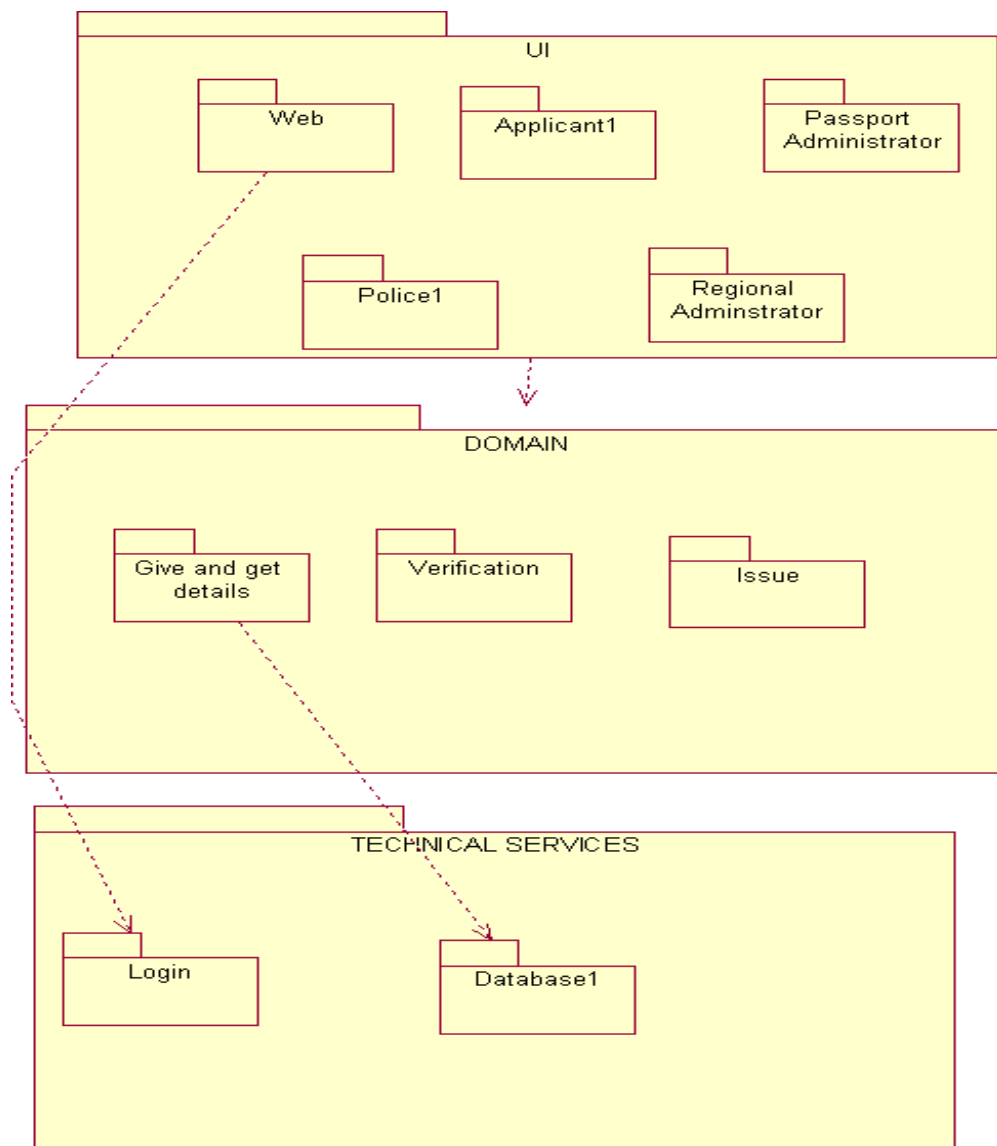 UI
Web
Applicant1
Passport
Administrator
Police1
Regional
Adminstrator
DOMAIN
Give and get
details
Verification
Issue
TECHNICAL SERVICES
Login
Database1